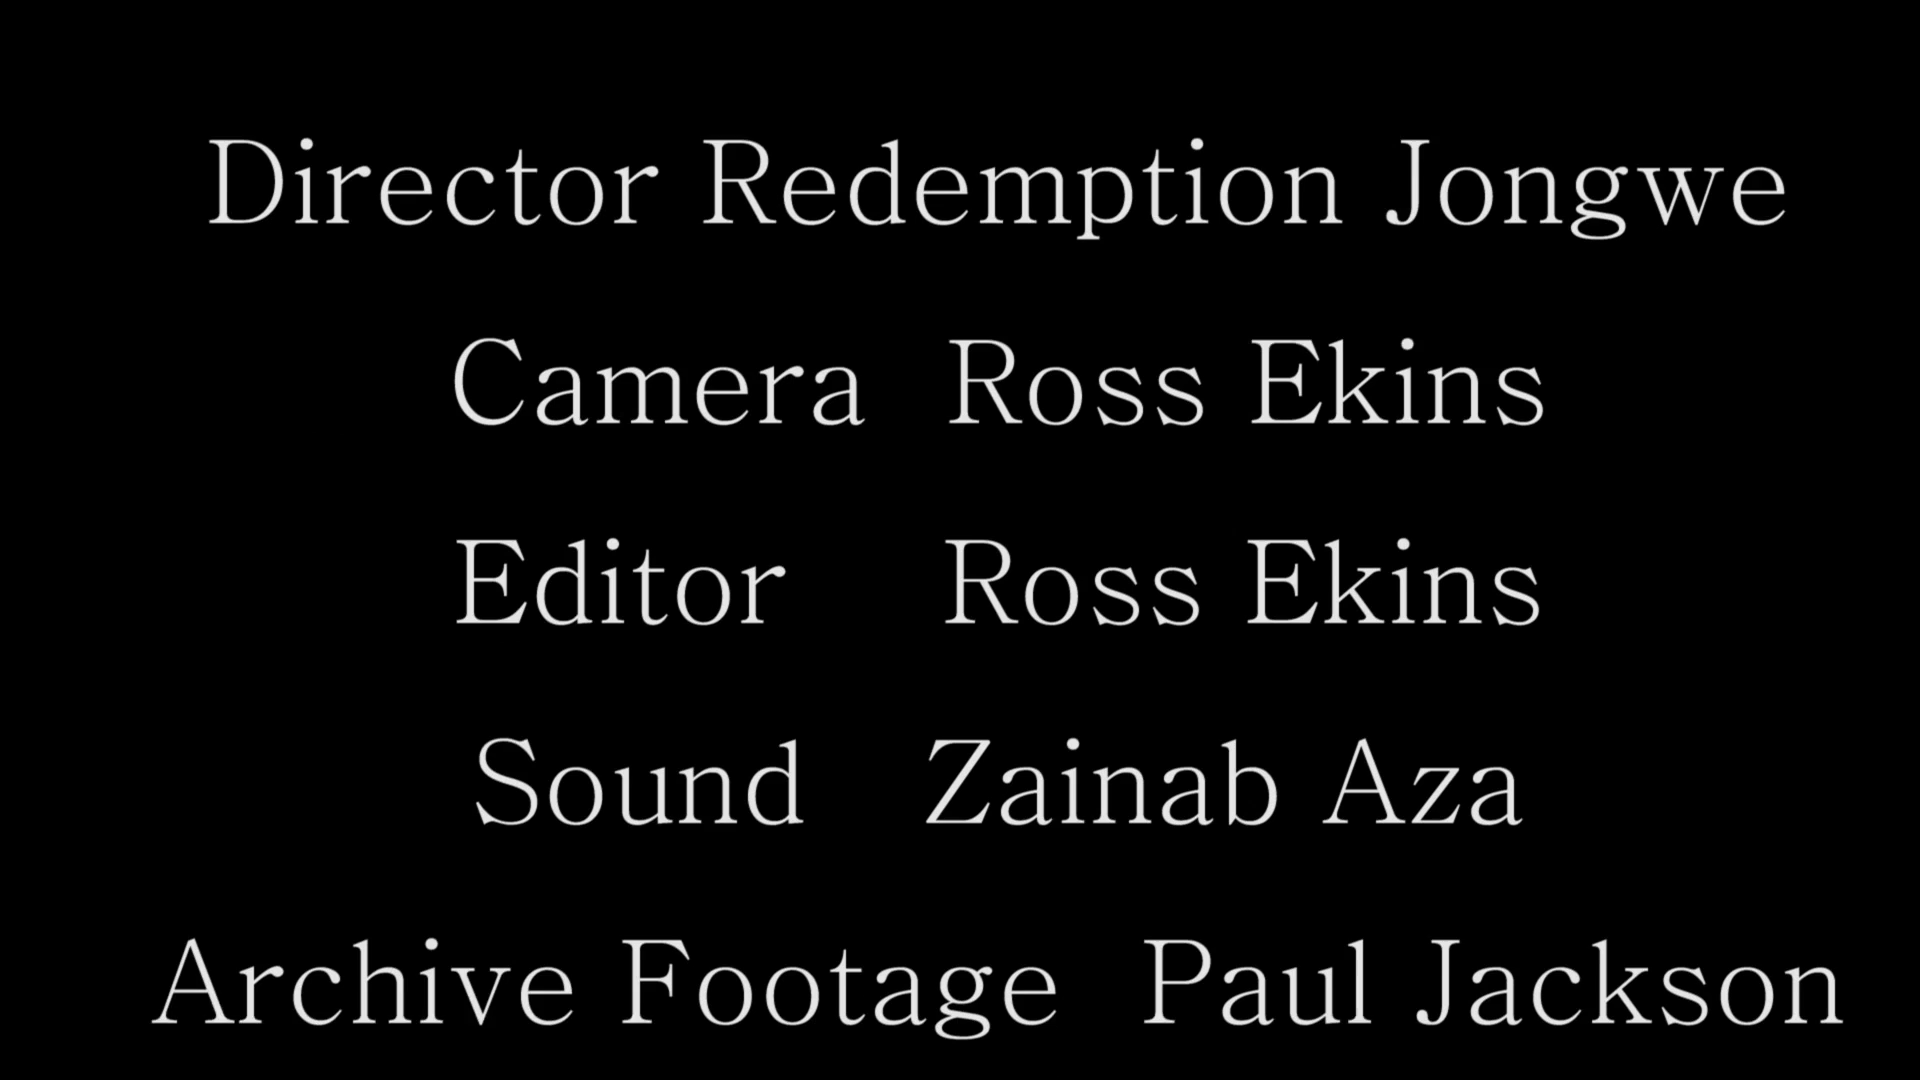 Director Redemption Jongwe
Camera Ross Ekins
Editor Ross Ekins
Sound Zainab Aza
Archive Footage Paul Jackson